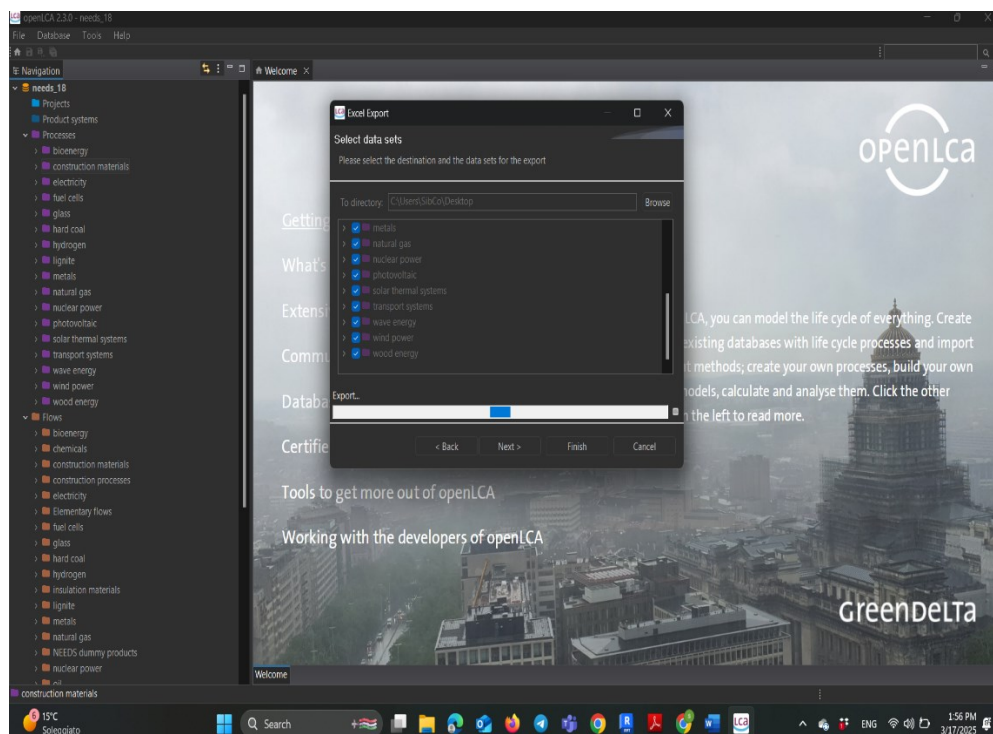 openLCA 2.3.0 - needs_18
File Database Tools Help
Navigation
Welcome
needs_18
Projects
Product systems
Processes
bioenergy
construction materials
electricity
fuel cells
glass
hard coal
hydrogen
lignite
metals
natural gas
nuclear power
photovoltaic
solar thermal systems
transport systems
wave energy
wind power
wood energy
Flows
bioenergy
chemicals
construction materials
construction processes
electricity
Elementary flows
fuel cells
glass
hard coal
hydrogen
insulation materials
lignite
metals
natural gas
NEEDS dummy products
nuclear power
oil
construction materials
Excel Export
Select data sets
Please select the destination and the data sets for the export
To directory: C:\Users\SibCo\Desktop
Browse
metals
natural gas
nuclear power
photovoltaic
solar thermal systems
transport systems
wave energy
wind power
wood energy
Export...
< Back Next > Finish Cancel
openLCA
Getting
What's
Extensi
Commu
Databa
Certifie
Tools to get more out of openLCA
Working with the developers of openLCA
LCA, you can model the life cycle of everything. Create
existing databases with life cycle processes and import
t methods; create your own processes, build your own
models, calculate and analyse them. Click the other
the left to read more.
GreenDelta
Welcome
6
15°C
Soleggiato
Search
LCA
ENG
1:56 PM
3/17/2025